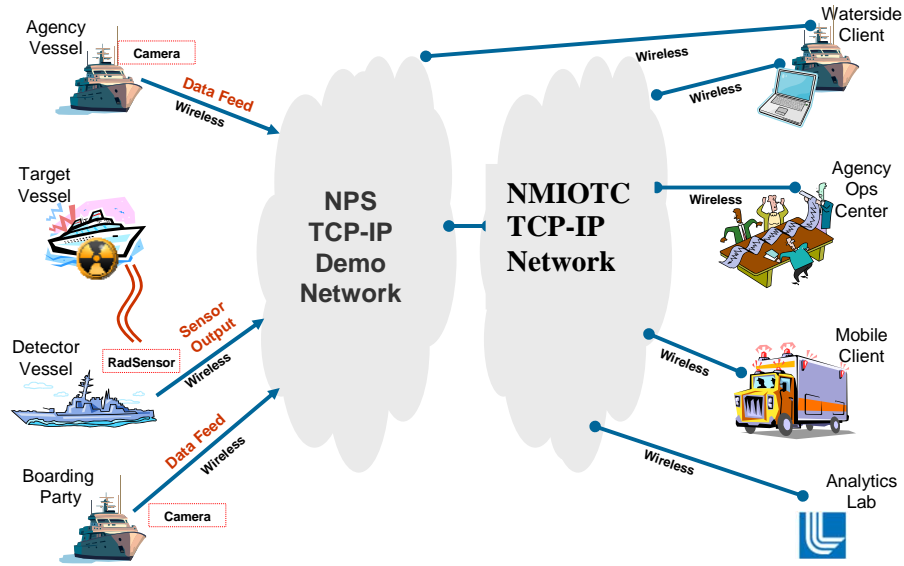 Agency
Vessel
Camera
Data Feed
Wireless
Target
Vessel
Detector
Vessel
RadSensor
Sensor
Output
Wireless
Boarding
Party
Camera
Data Feed
Wireless
NPS
TCP-IP
Demo
Network
NMIOTC
TCP-IP
Network
Waterside
Client
Wireless
Wireless
Agency
Ops
Center
Wireless
Mobile
Client
Wireless
Analytics
Lab
Wireless